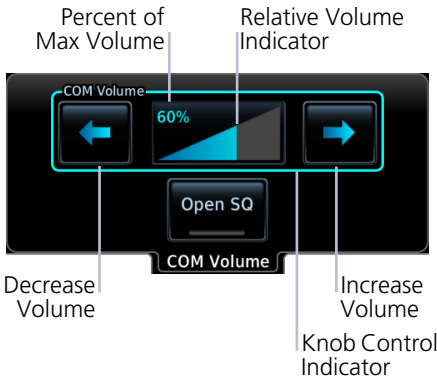 Percent of
Max Volume
Relative Volume
Indicator
COM Volume
60%
Open SQ
COM Volume
Decrease
Volume
Increase
Volume
Knob Control
Indicator